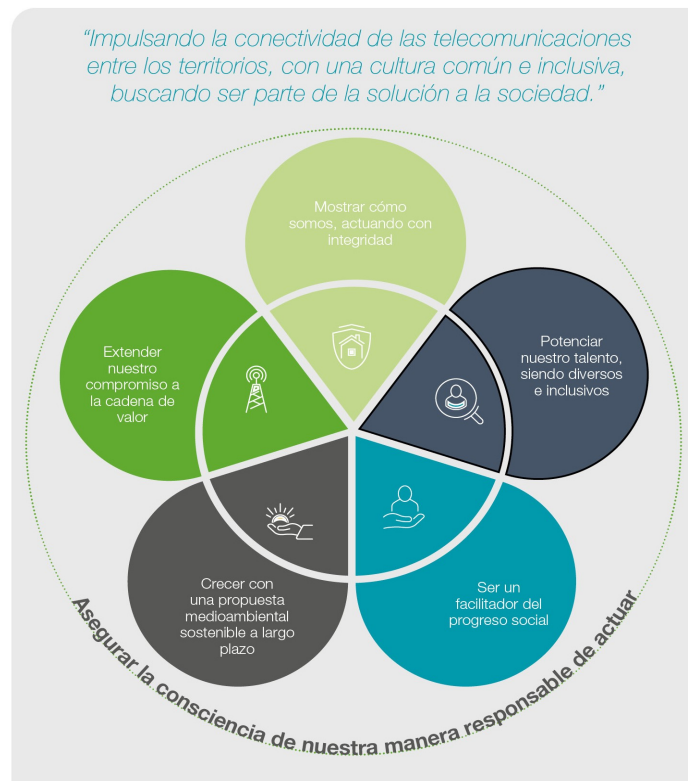 “Impulsando la conectividad de las telecomunicaciones
entre los territorios, con una cultura común e inclusiva,
buscando ser parte de la solución a la sociedad.”
Mostrar cómo
somos, actuando con
integridad
Potenciar
nuestro talento,
siendo diversos
e inclusivos
Ser un
facilitador del
progreso social
Crecer con
una propuesta
medioambiental
sostenible a largo
plazo
Extender
nuestro
compromiso a
la cadena de
valor
Asegurar la consciencia de nuestra manera responsable de actuar